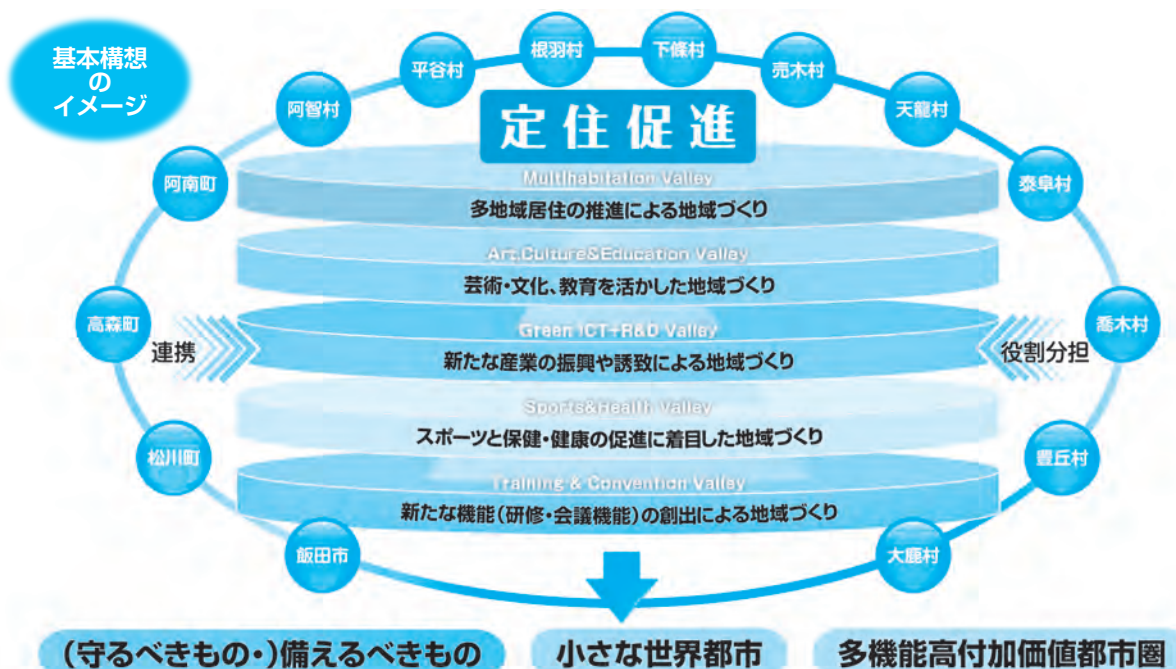 基本構想
の
イメージ
根羽村
下條村
平谷村
売木村
阿智村
天龍村
定住促進
阿南町
泰阜村
Multihabitation Valley
多地域居住の推進による地域づくり
Art,Culture&Education Valley
芸術・文化、教育を活かした地域づくり
高森町
喬木村
Green ICT+R&D Valley
連携
役割分担
新たな産業の振興や誘致による地域づくり
Sports&Health Valley
スポーツと保健・健康の促進に着目した地域づくり
松川町
豊丘村
Training & Convention Valley
新たな機能(研修・会議機能)の創出による地域づくり
飯田市
大鹿村
(守るべきもの・)備えるべきもの
小さな世界都市
多機能高付加価値都市圏